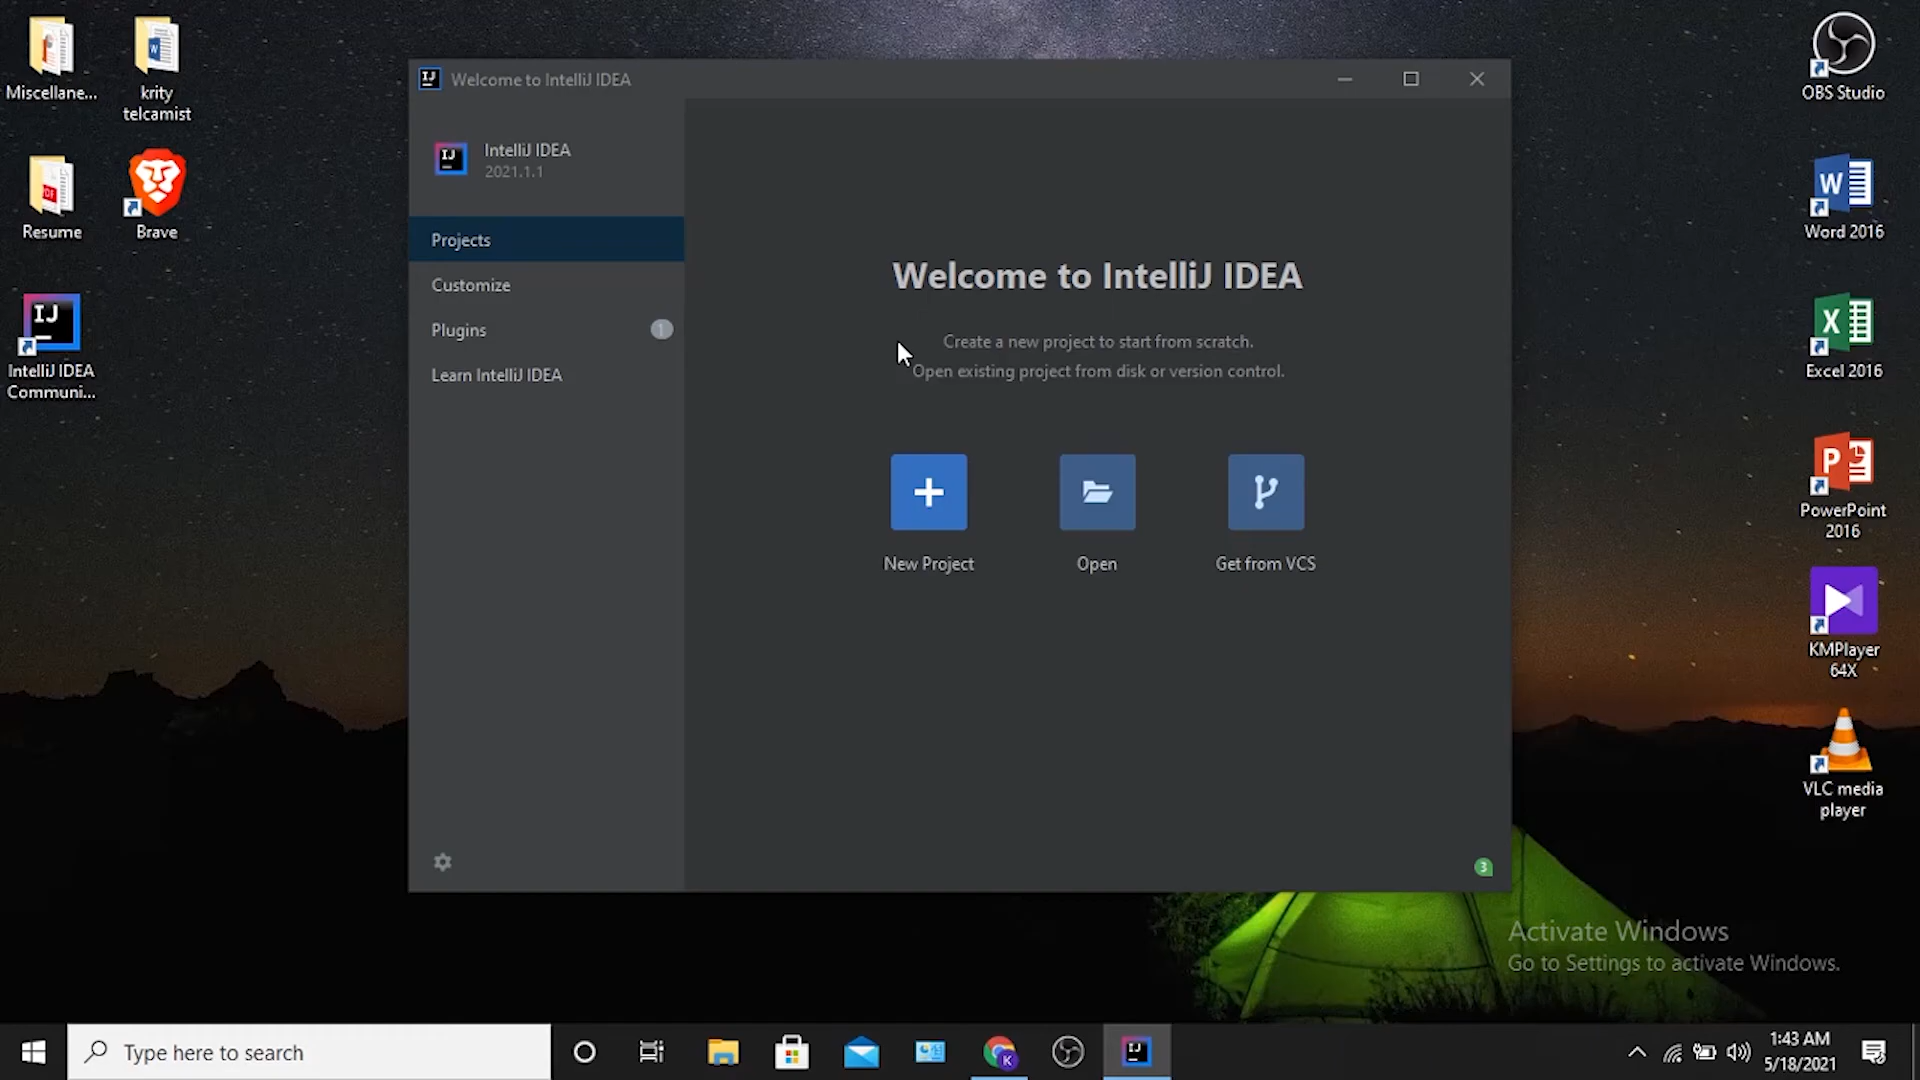 Miscellane...
krity
telcamist
Resume
Brave
IntelliJ IDEA
Communi...
Welcome to IntelliJ IDEA
IntelliJ IDEA
2021.1.1
Projects
Customize
Plugins
1
Learn IntelliJ IDEA
Welcome to IntelliJ IDEA
Create a new project to start from scratch.
Open existing project from disk or version control.
New Project
Open
Get from VCS
3
OBS Studio
Word 2016
Excel 2016
PowerPoint
2016
KMPlayer
64X
VLC media
player
Activate Windows
Go to Settings to activate Windows.
Type here to search
1:43 AM
5/18/2021